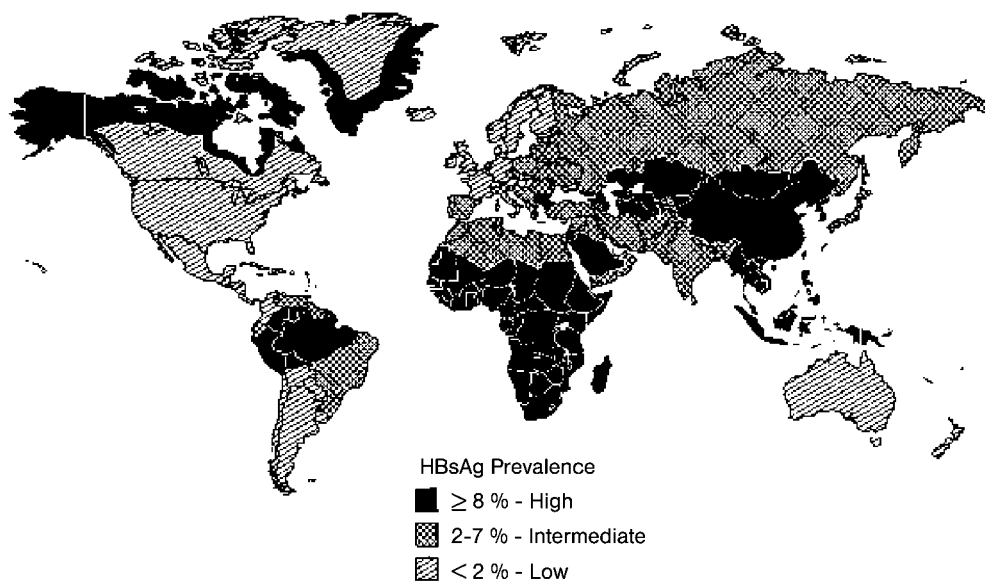 HBsAg Prevalence
≥ 8 % - High
2-7 % - Intermediate
< 2 % - Low